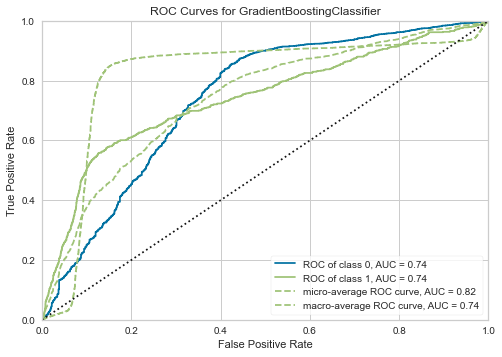 ROC Curves for GradientBoostingClassifier
1.0
0.8
0.6
0.4
0.2
0.0
True Positive Rate
ROC of class 0, AUC = 0.74
ROC of class 1, AUC = 0.74
micro-average ROC curve, AUC = 0.82
macro-average ROC curve, AUC = 0.74
0.0 0.2 0.4 0.6 0.8 1.0
False Positive Rate